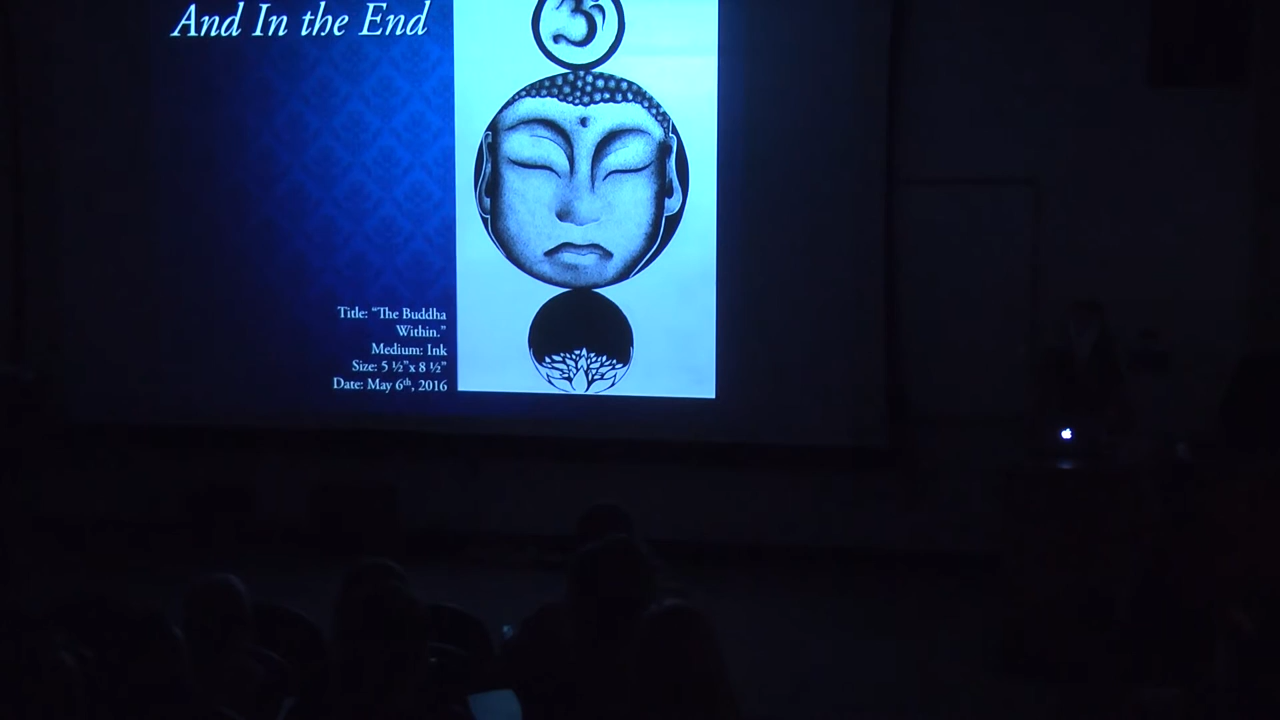 And In the End
ॐ
Title: “The Buddha
Within.”
Medium: Ink
Size: 5 ½”x 8 ½”
Date: May 6th, 2016